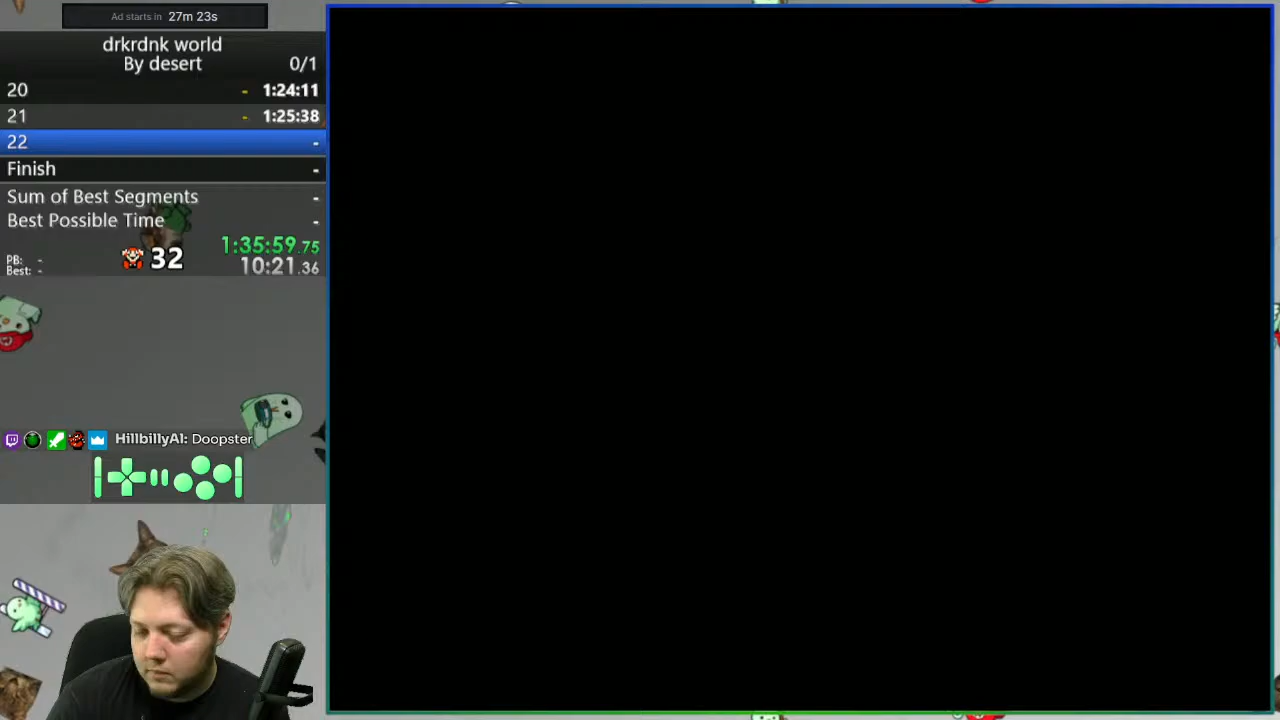 Ad starts in 27m 23s
drkrdnk world
By desert 0/1
20 - 1:24:11
21 - 1:25:38
22 -
Finish -
Sum of Best Segments -
Best Possible Time -
PB: -
Best: -
32
1:35:59.75
10:21.36
HillbillyAl: Doopster